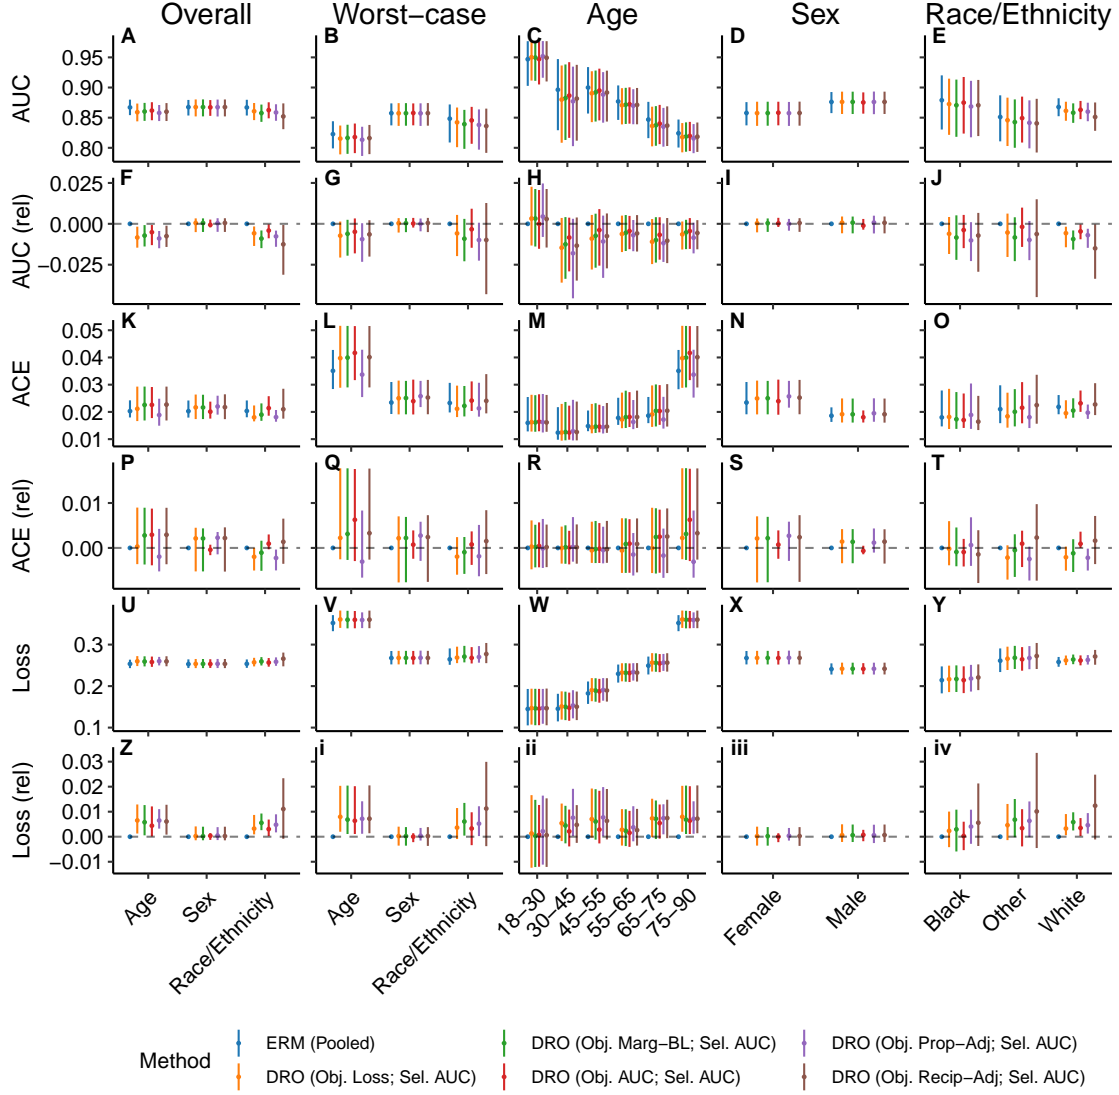 Overall
Worst−case
Age
Sex
Race/Ethnicity
A
B
C
D
E
AUC
0.95
0.90
0.85
0.80
F
G
H
I
J
AUC (rel)
0.025
0.000
−0.025
K
L
M
N
O
ACE
0.05
0.04
0.03
0.02
0.01
P
Q
R
S
T
ACE (rel)
0.01
0.00
U
V
W
X
Y
Loss
0.3
0.2
0.1
Z
i
ii
iii
iv
Loss (rel)
0.03
0.02
0.01
0.00
−0.01
Age
Sex
Race/Ethnicity
Age
Sex
Race/Ethnicity
18−30
30−45
45−55
55−65
65−75
75−90
Female
Male
Black
Other
White
Method
ERM (Pooled)
DRO (Obj. Loss; Sel. AUC)
DRO (Obj. Marg−BL; Sel. AUC)
DRO (Obj. AUC; Sel. AUC)
DRO (Obj. Prop−Adj; Sel. AUC)
DRO (Obj. Recip−Adj; Sel. AUC)